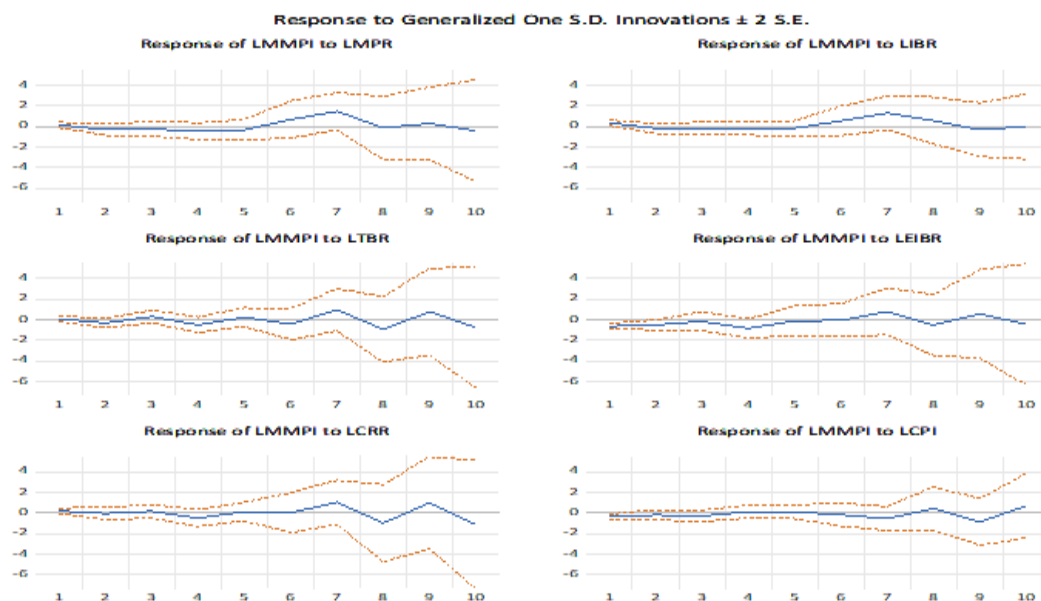 Response to Generalized One S.D. Innovations ± 2 S.E.
Response of LMMPI to LMPR
4
2
0
-2
-4
-6
1 2 3 4 5 6 7 8 9 10
Response of LMMPI to LIBR
4
2
0
-2
-4
-6
1 2 3 4 5 6 7 8 9 10
Response of LMMPI to LTBR
4
2
0
-2
-4
-6
1 2 3 4 5 6 7 8 9 10
Response of LMMPI to LEIBR
4
2
0
-2
-4
-6
1 2 3 4 5 6 7 8 9 10
Response of LMMPI to LCRR
4
2
0
-2
-4
-6
1 2 3 4 5 6 7 8 9 10
Response of LMMPI to LCPI
4
2
0
-2
-4
-6
1 2 3 4 5 6 7 8 9 10